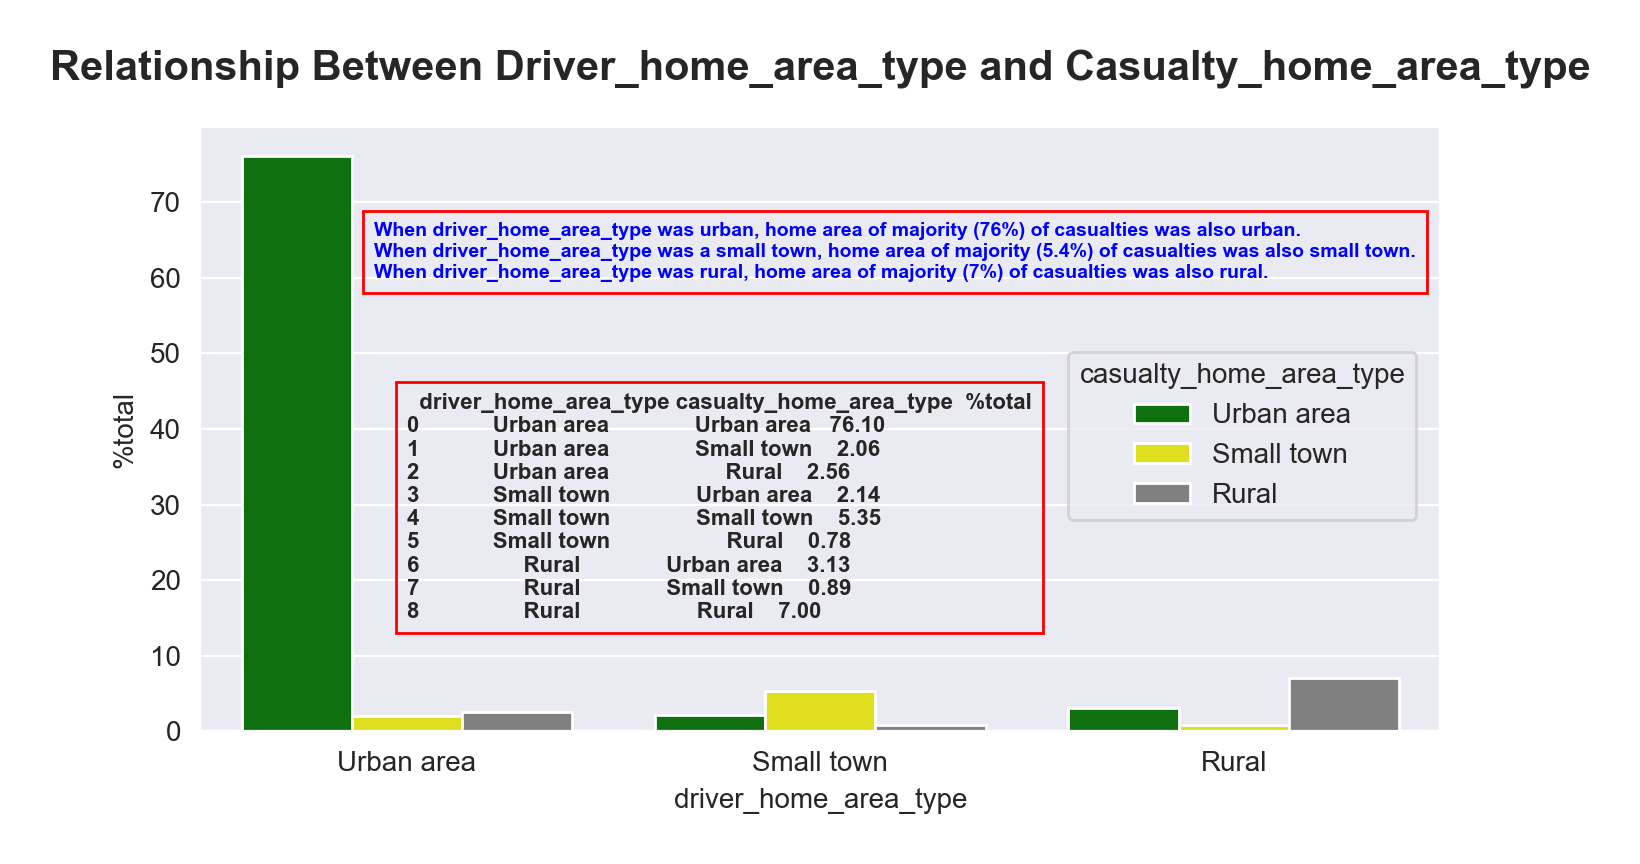 Relationship Between Driver_home_area_type and Casualty_home_area_type
%total
70
60
50
40
30
20
10
0
When driver_home_area_type was urban, home area of majority (76%) of casualties was also urban.
When driver_home_area_type was a small town, home area of majority (5.4%) of casualties was also small town.
When driver_home_area_type was rural, home area of majority (7%) of casualties was also rural.
driver_home_area_type casualty_home_area_type %total
0 Urban area Urban area 76.10
1 Urban area Small town 2.06
2 Urban area Rural 2.56
3 Small town Urban area 2.14
4 Small town Small town 5.35
5 Small town Rural 0.78
6 Rural Urban area 3.13
7 Rural Small town 0.89
8 Rural Rural 7.00
casualty_home_area_type
Urban area
Small town
Rural
Urban area Small town Rural
driver_home_area_type